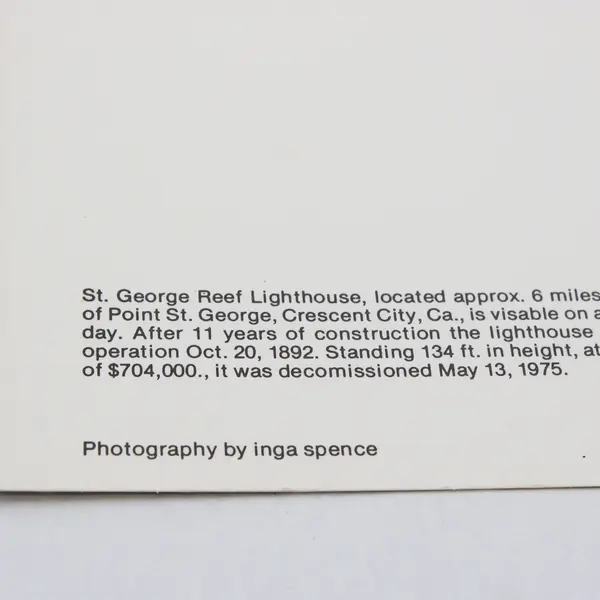 St. George Reef Lighthouse, located approx. 6 miles
of Point St. George, Crescent City, Ca., is visable on a
day. After 11 years of construction the lighthouse
operation Oct. 20, 1892. Standing 134 ft. in height, at
of $704,000., it was decomissioned May 13, 1975.
Photography by inga spence